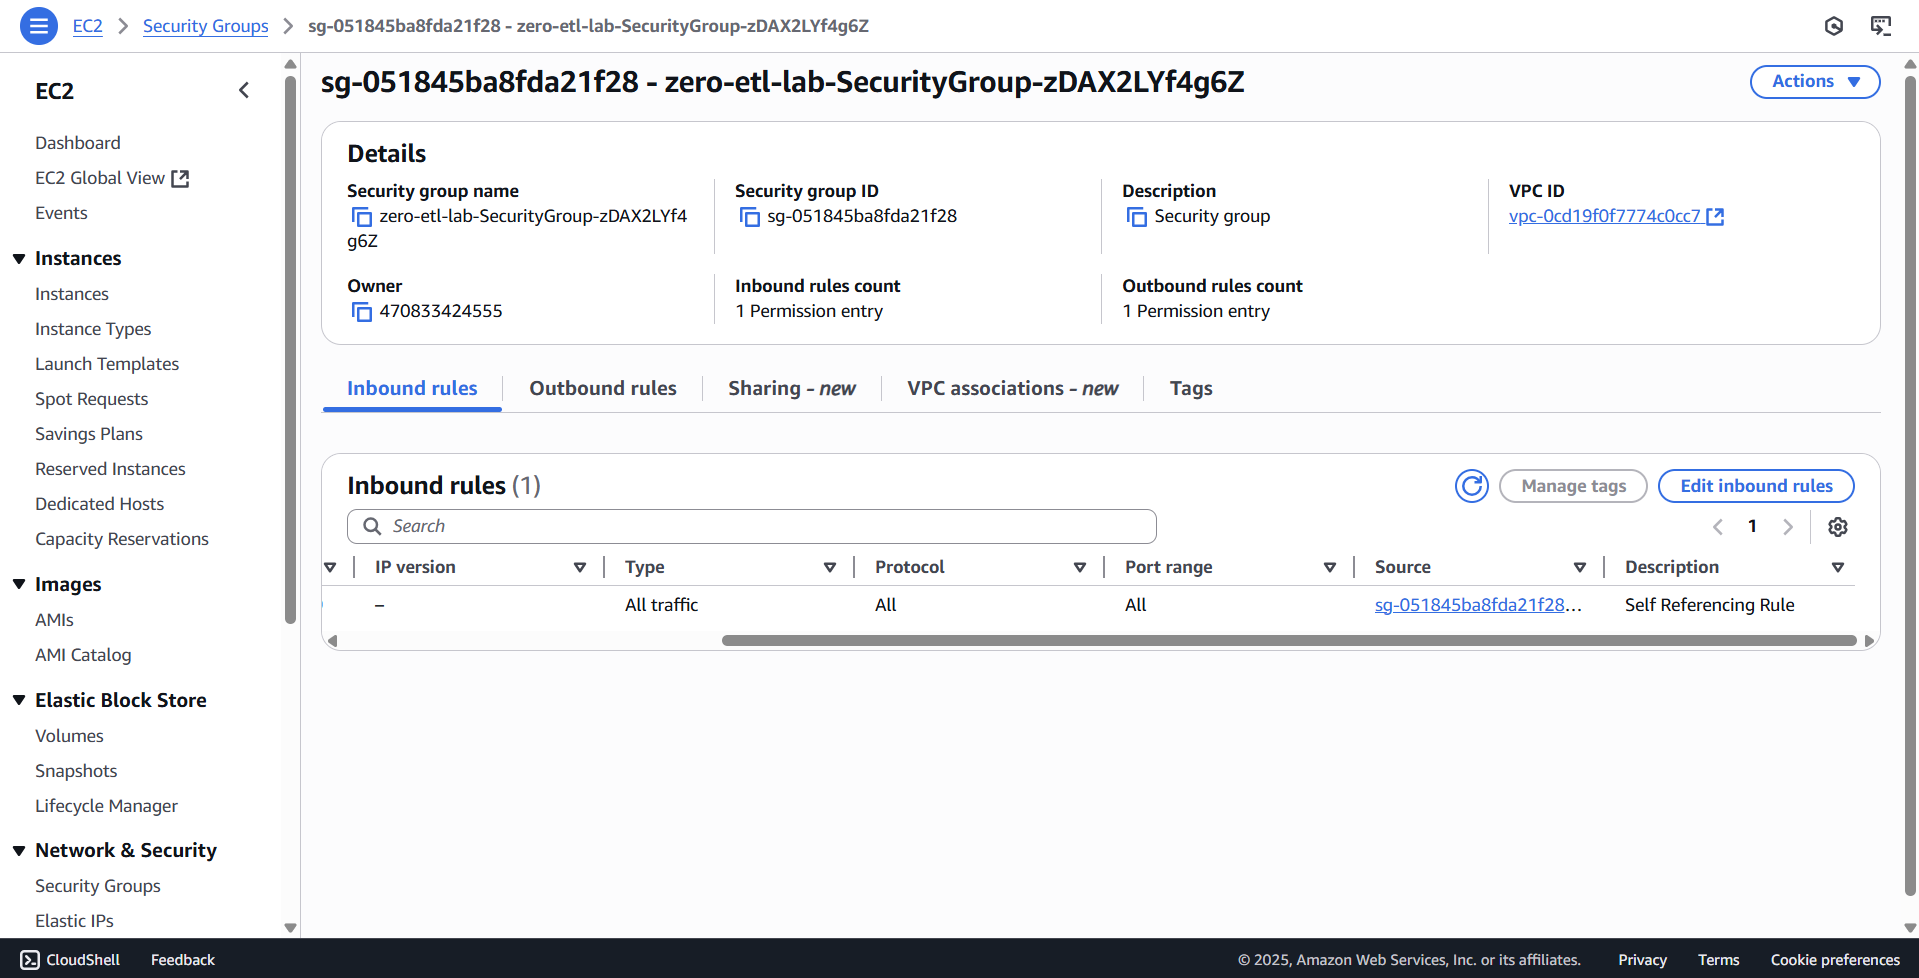 EC2 Security Groups sg-051845ba8fda21f28 - zero-etl-lab-SecurityGroup-zDAX2LYf4g6Z
EC2
Dashboard
EC2 Global View
Events
Instances
Instances
Instance Types
Launch Templates
Spot Requests
Savings Plans
Reserved Instances
Dedicated Hosts
Capacity Reservations
Images
AMIs
AMI Catalog
Elastic Block Store
Volumes
Snapshots
Lifecycle Manager
Network & Security
Security Groups
Elastic IPs
sg-051845ba8fda21f28 - zero-etl-lab-SecurityGroup-zDAX2LYf4g6Z
Actions
Details
Security group name
zero-etl-lab-SecurityGroup-zDAX2LYf4
g6Z
Security group ID
sg-051845ba8fda21f28
Description
Security group
VPC ID
vpc-0cd19f0f7774c0cc7
Owner
470833424555
Inbound rules count
1 Permission entry
Outbound rules count
1 Permission entry
Inbound rules Outbound rules Sharing - new VPC associations - new Tags
Inbound rules (1)
Manage tags Edit inbound rules
Search
1
IP version Type Protocol Port range Source Description
– All traffic All All sg-051845ba8fda21f28... Self Referencing Rule
CloudShell Feedback © 2025, Amazon Web Services, Inc. or its affiliates. Privacy Terms Cookie preferences